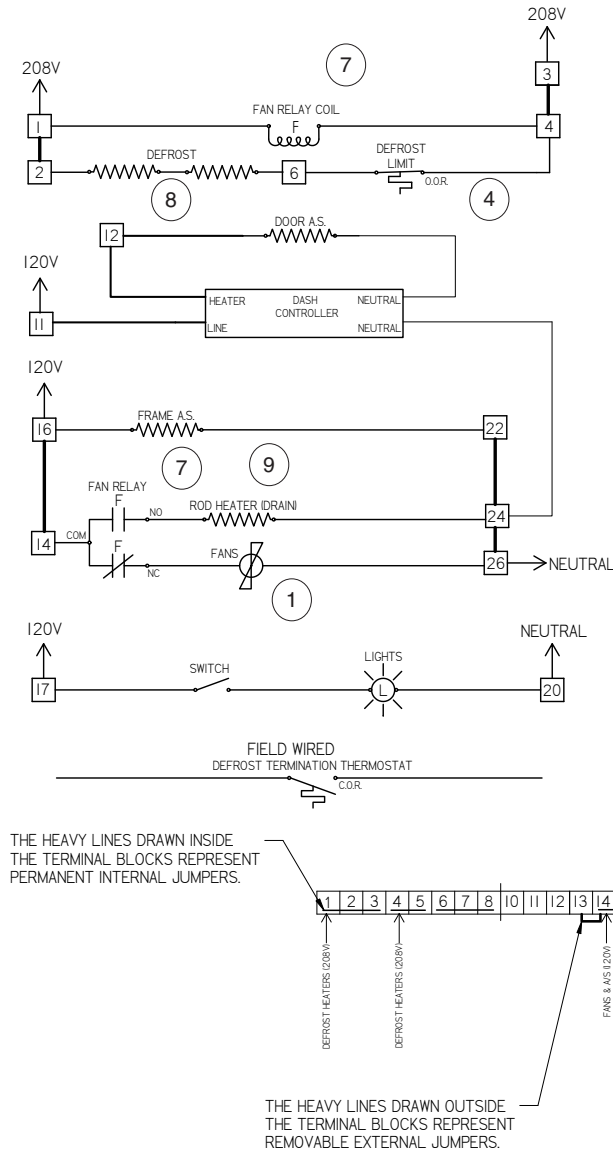 208V
208V
7
3
FAN RELAY COIL
F
1
4
DEFROST
DEFROST
LIMIT
O.O.R.
2
6
8
4
12
DOOR A.S.
120V
HEATER
DASH
CONTROLLER
NEUTRAL
LINE
NEUTRAL
11
120V
16
FRAME A.S.
22
7
9
FAN RELAY
F
NO
ROD HEATER (DRAIN)
24
14
COM
F
NC
FANS
26
NEUTRAL
1
120V
NEUTRAL
SWITCH
LIGHTS
17
L
20
FIELD WIRED
DEFROST TERMINATION THERMOSTAT
C.O.R.
THE HEAVY LINES DRAWN INSIDE
THE TERMINAL BLOCKS REPRESENT
PERMANENT INTERNAL JUMPERS.
1 2 3 4 5 6 7 8 10 11 12 13 14
DEFROST HEATERS (208V)
DEFROST HEATERS (208V)
FANS & A/S (120V)
THE HEAVY LINES DRAWN OUTSIDE
THE TERMINAL BLOCKS REPRESENT
REMOVABLE EXTERNAL JUMPERS.